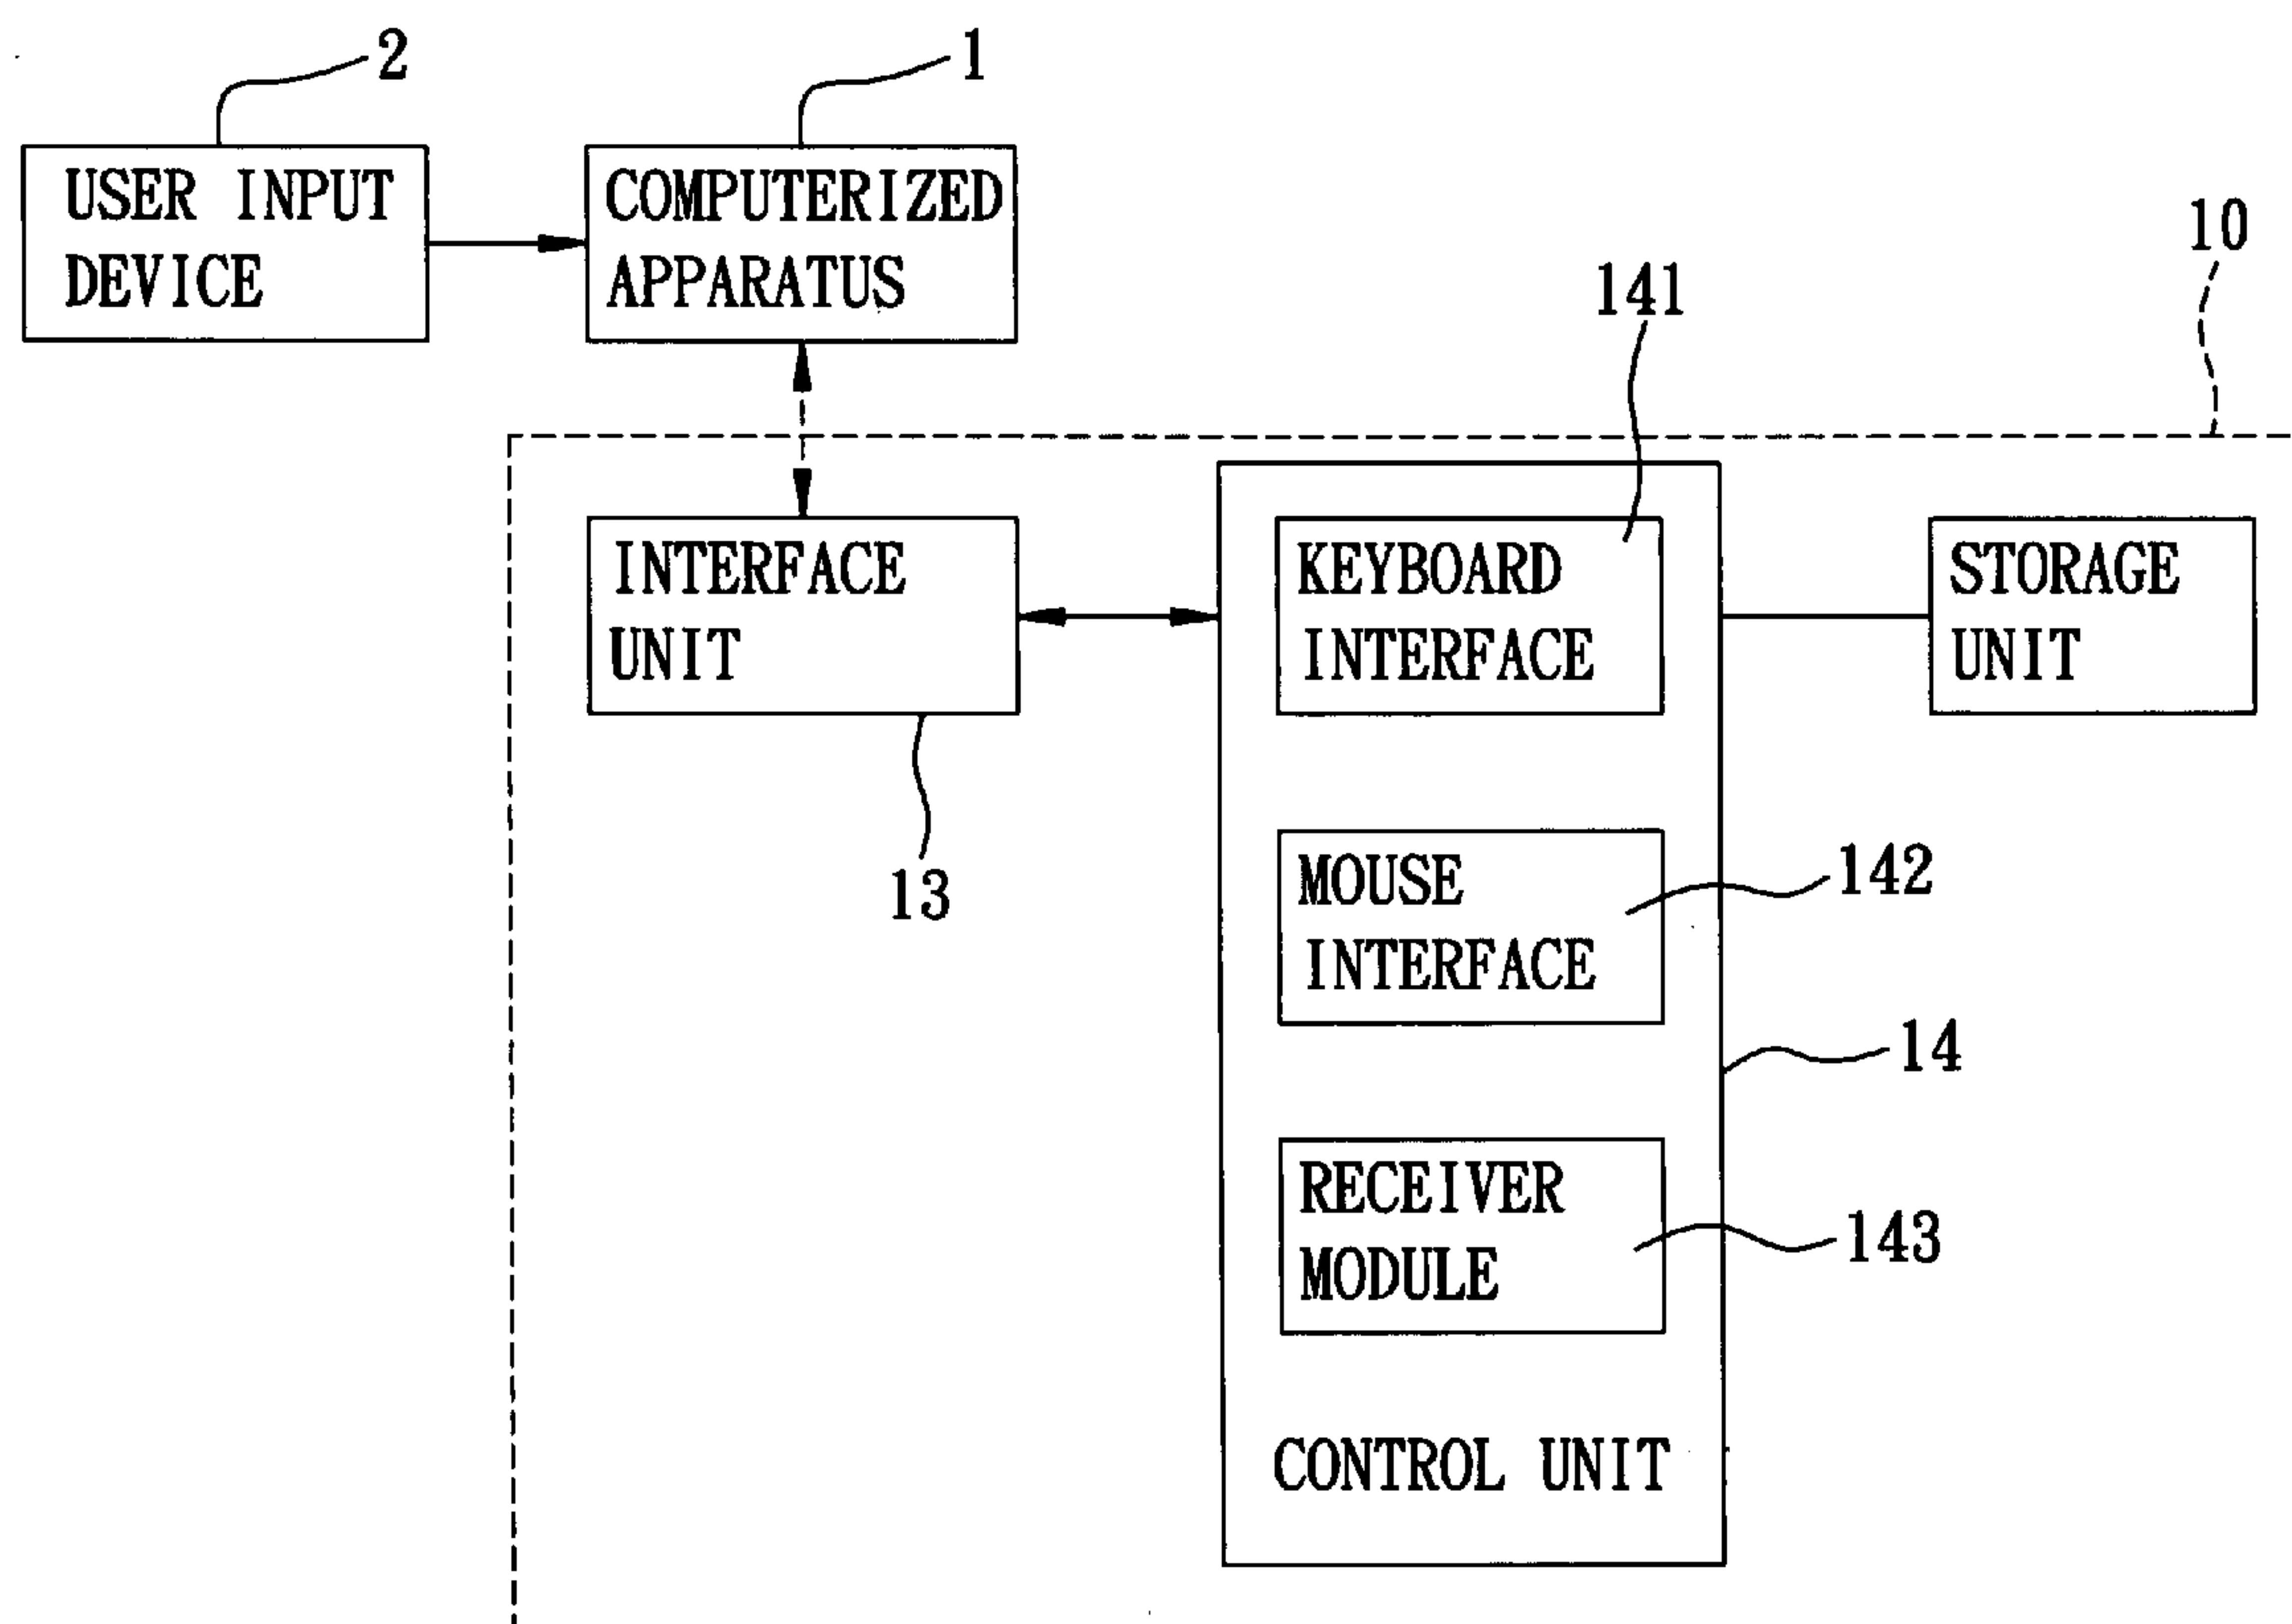 2
1
USER INPUT
DEVICE
COMPUTERIZED
APPARATUS
10
141
INTERFACE
UNIT
KEYBOARD
INTERFACE
STORAGE
UNIT
13
MOUSE
INTERFACE
142
14
RECEIVER
MODULE
143
CONTROL UNIT